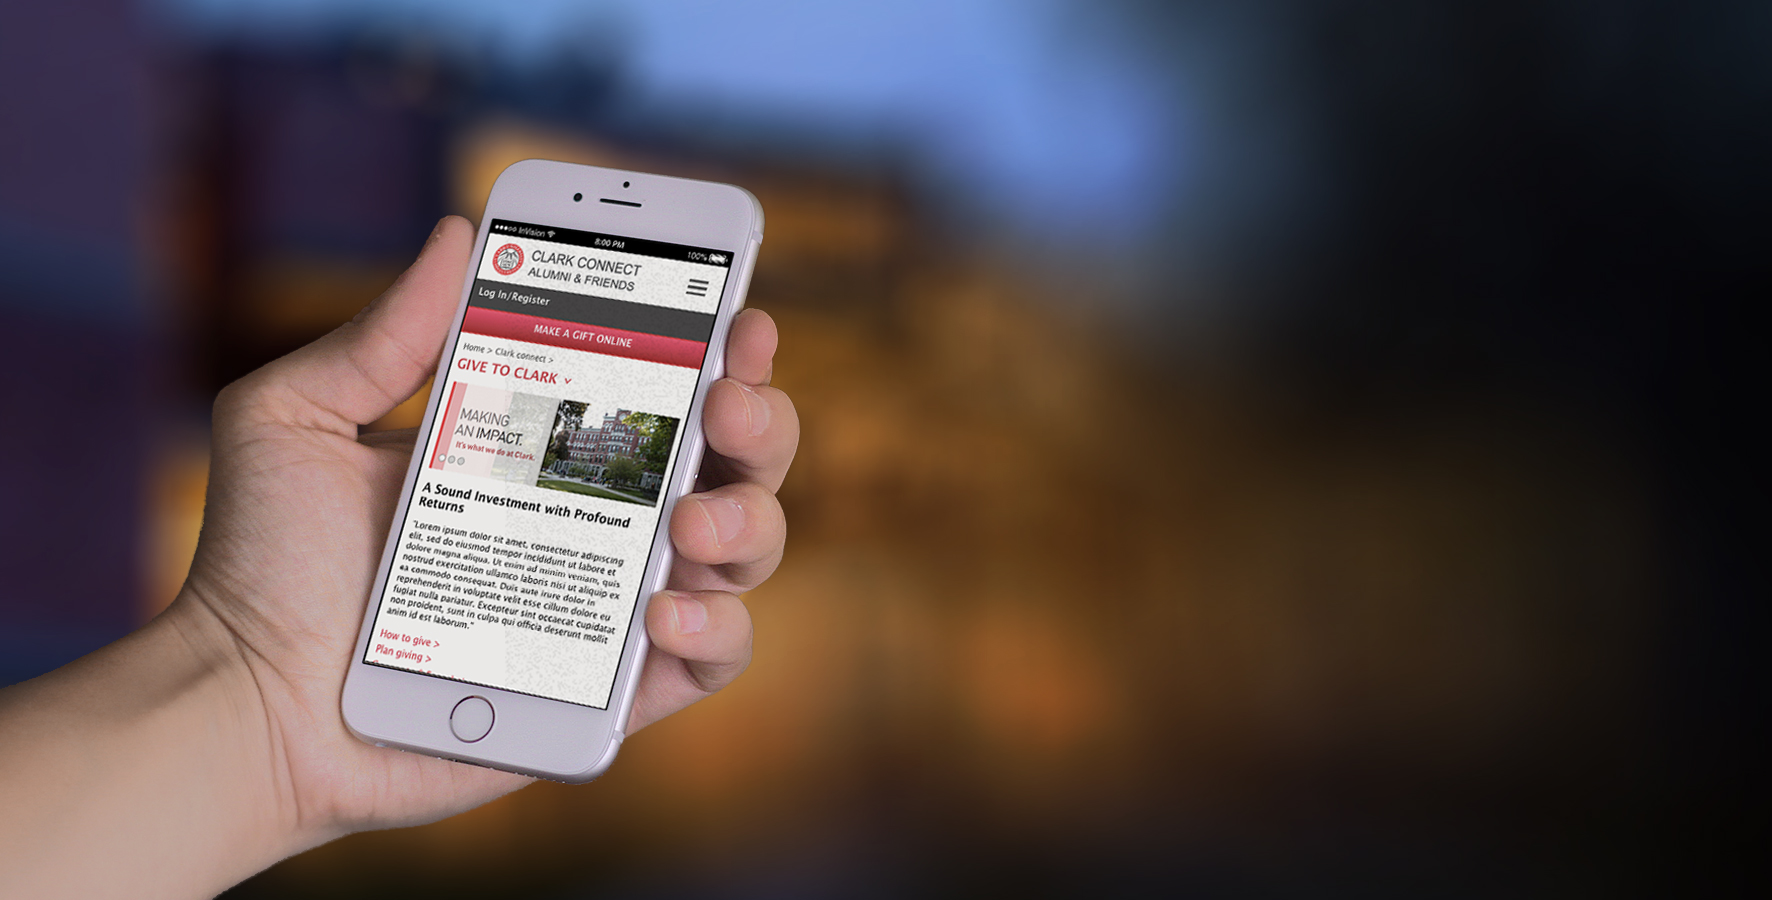 InVision
8:00 PM
100%
CLARK CONNECT
ALUMNI & FRIENDS
Log In/Register
MAKE A GIFT ONLINE
Home > Clark connect >
GIVE TO CLARK
MAKING
AN IMPACT.
It's what we do at Clark.
A Sound Investment with Profound
Returns
"Lorem ipsum dolor sit amet, consectetur adipiscing
elit, sed do eiusmod tempor incididunt ut labore et
dolore magna aliqua. Ut enim ad minim veniam, quis
nostrud exercitation ullamco laboris nisi ut aliquip ex
ea commodo consequat. Duis aute irure dolor in
reprehenderit in voluptate velit esse cillum dolore eu
fugiat nulla pariatur. Excepteur sint occaecat cupidatat
non proident, sunt in culpa qui officia deserunt mollit
anim id est laborum."
How to give >
Plan giving >